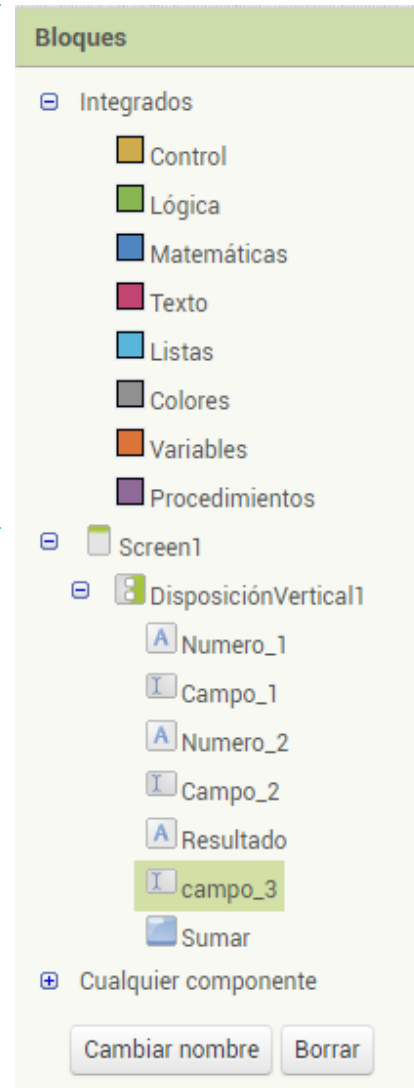 Bloques
Integrados
Control
Lógica
Matemáticas
Texto
Listas
Colores
Variables
Procedimientos
Screen1
DisposiciónVertical1
A Numero_1
Campo_1
A Numero_2
Campo_2
A Resultado
campo_3
Sumar
Cualquier componente
Cambiar nombre Borrar